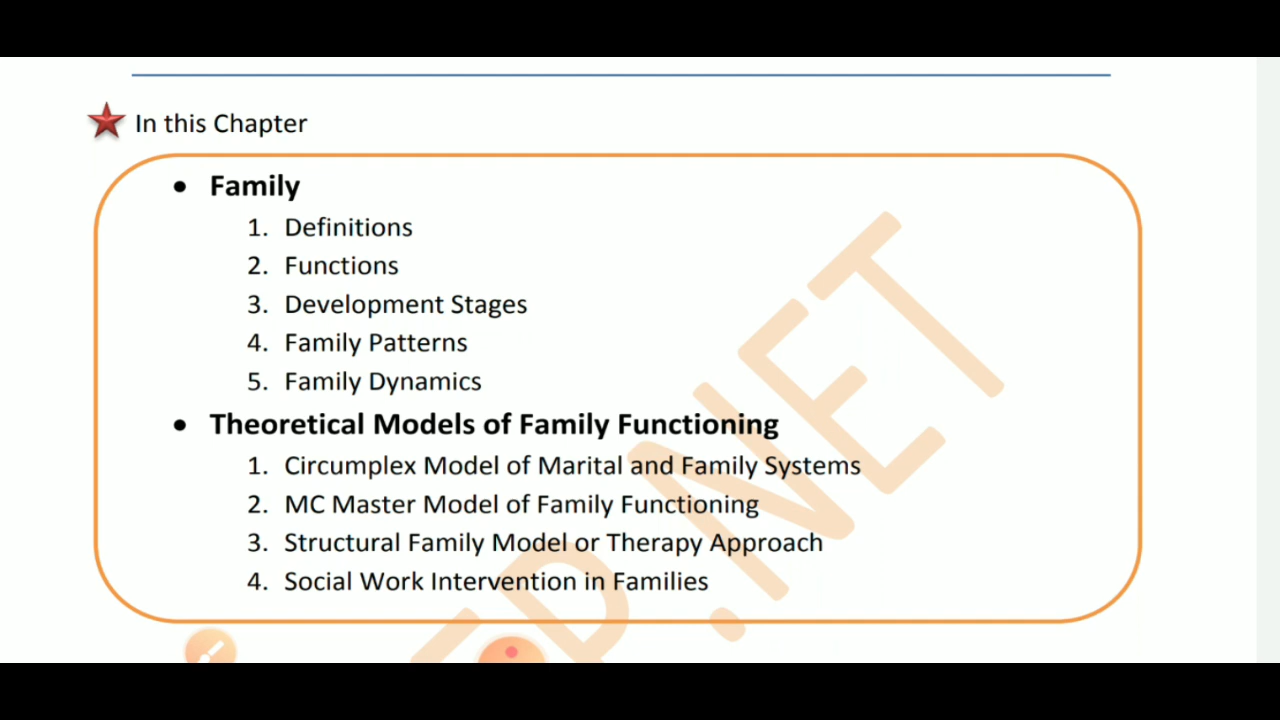 In this Chapter
• Family
1. Definitions
2. Functions
3. Development Stages
4. Family Patterns
5. Family Dynamics
• Theoretical Models of Family Functioning
1. Circumplex Model of Marital and Family Systems
2. MC Master Model of Family Functioning
3. Structural Family Model or Therapy Approach
4. Social Work Intervention in Families
ED.NET